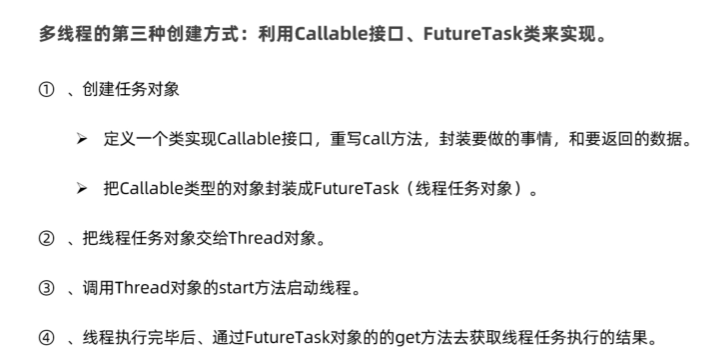 多线程的第三种创建方式：利用Callable接口、FutureTask类来实现。
① 、创建任务对象
➢ 定义一个类实现Callable接口，重写call方法，封装要做的事情，和要返回的数据。
➢ 把Callable类型的对象封装成FutureTask（线程任务对象）。
② 、把线程任务对象交给Thread对象。
③ 、调用Thread对象的start方法启动线程。
④ 、线程执行完毕后、通过FutureTask对象的的get方法去获取线程任务执行的结果。